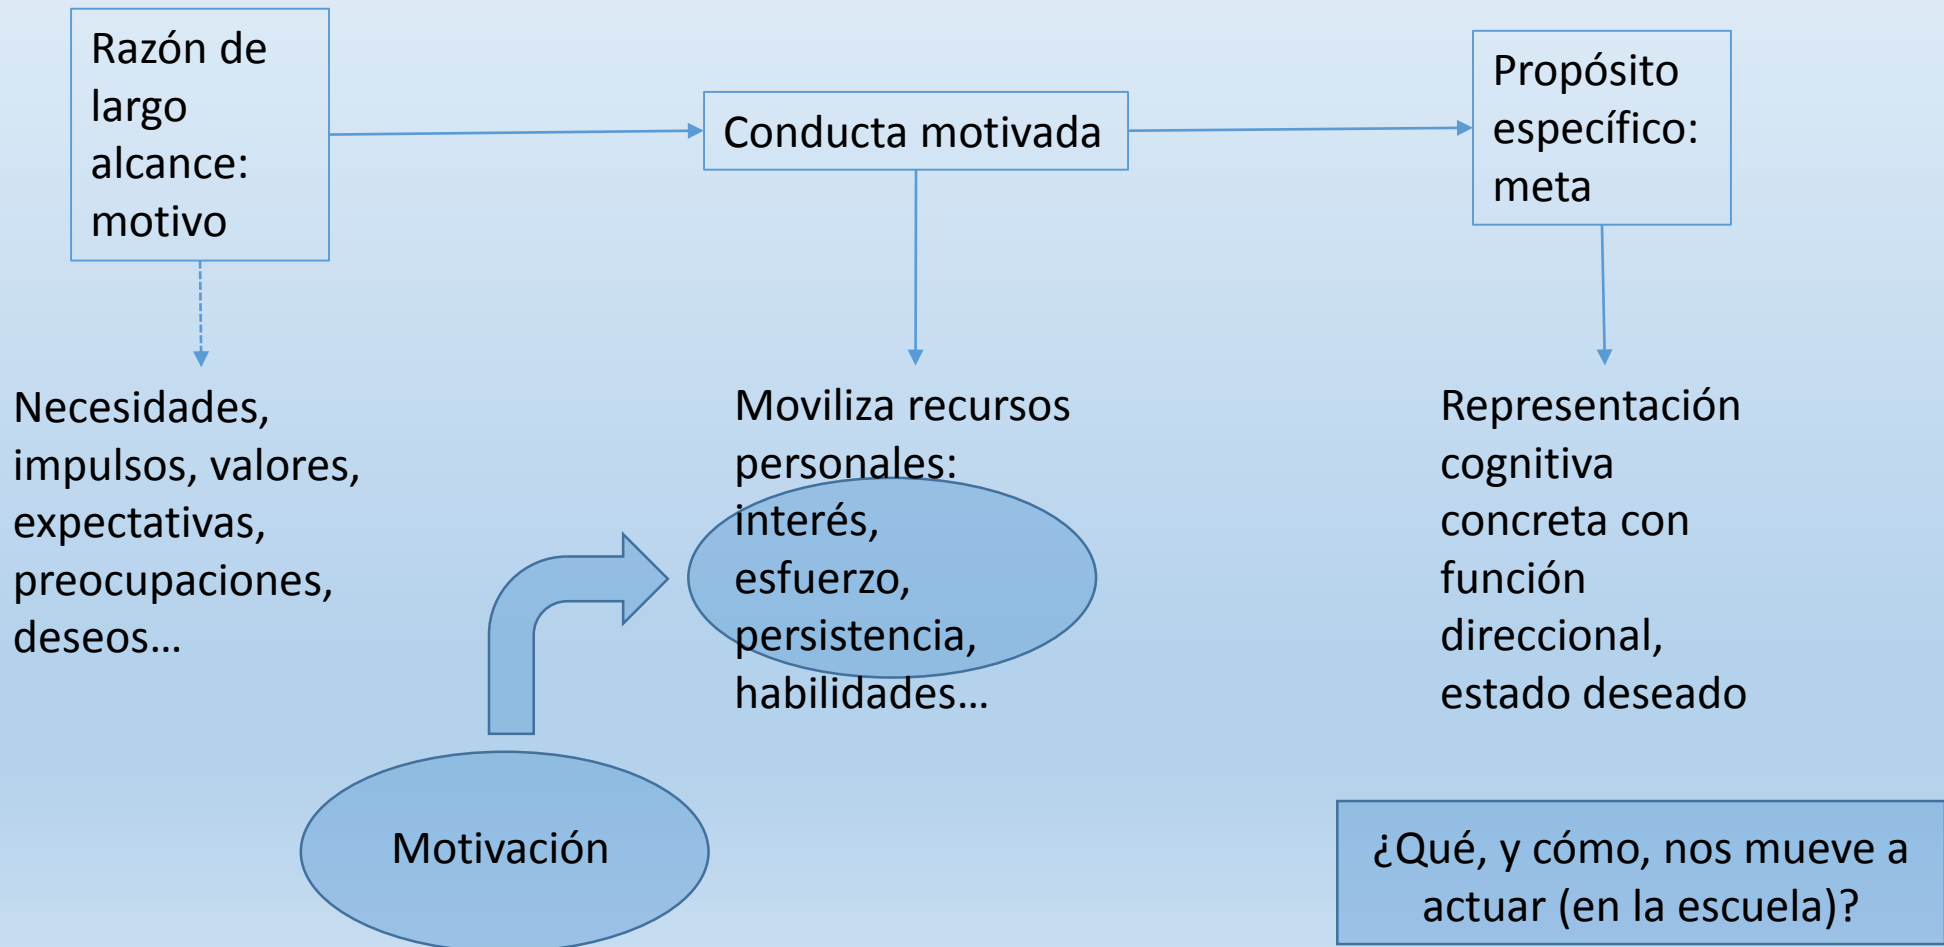 Razón de
largo
alcance:
motivo
Conducta motivada
Propósito
específico:
meta
Necesidades,
impulsos, valores,
expectativas,
preocupaciones,
deseos…
Moviliza recursos
personales:
interés,
esfuerzo,
persistencia,
habilidades…
Representación
cognitiva
concreta con
función
direccional,
estado deseado
Motivación
¿Qué, y cómo, nos mueve a
actuar (en la escuela)?